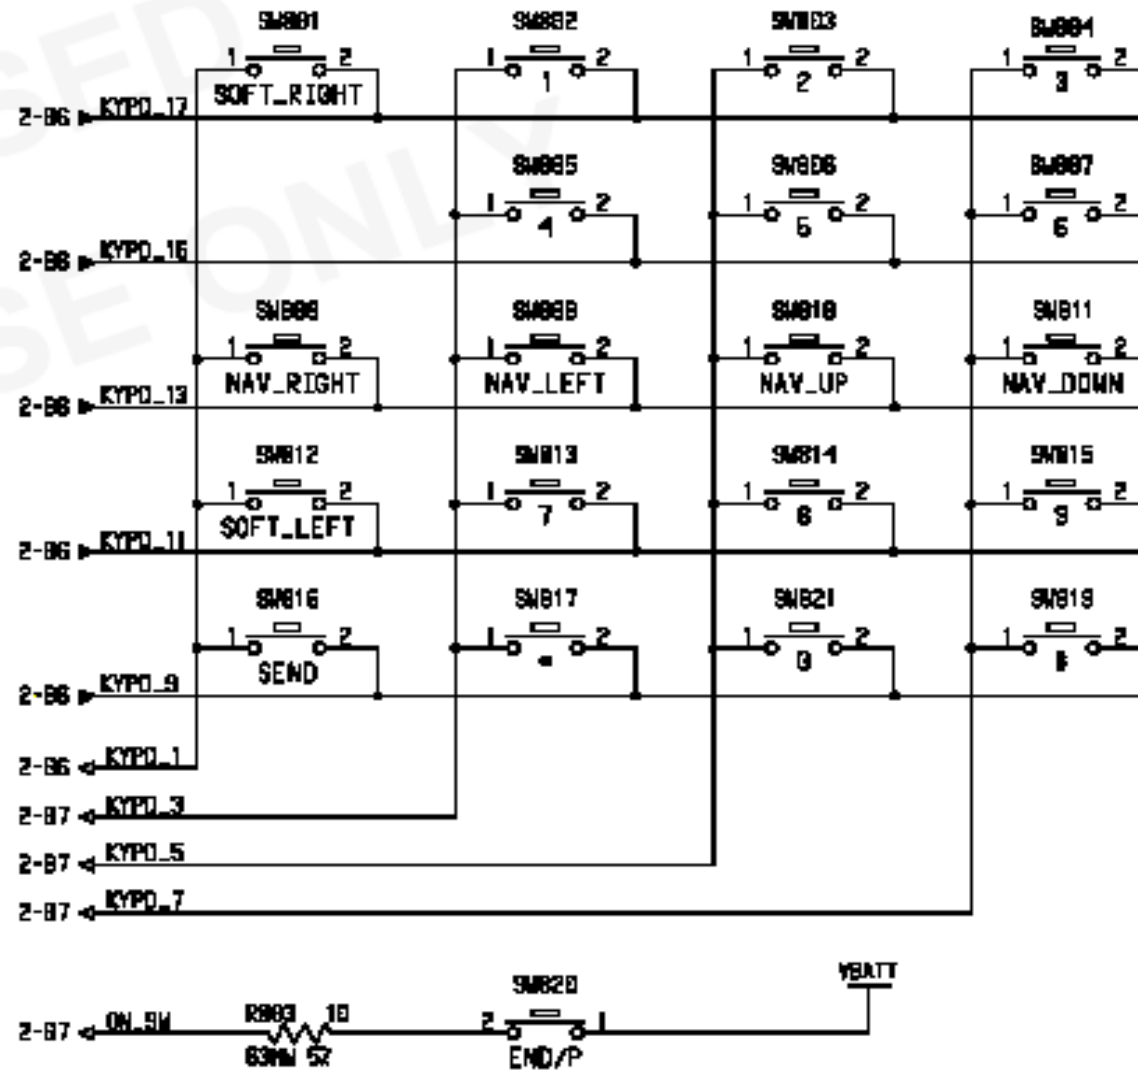 SW801 SW802 SW803 SW804
1 2 1 2 1 2 1 2
SOFT_RIGHT 1 2 3
2-B6 KYPD_17
SW805 SW806 SW807
1 2 1 2 1 2
4 5 6
2-B6 KYPD_15
SW808 SW809 SW810 SW811
1 2 1 2 1 2 1 2
NAV_RIGHT NAV_LEFT NAV_UP NAV_DOWN
2-B6 KYPD_13
SW812 SW813 SW814 SW815
1 2 1 2 1 2 1 2
SOFT_LEFT 7 8 9
2-B6 KYPD_11
SW816 SW817 SW821 SW819
1 2 1 2 1 2 1 2
SEND * 0 #
2-B6 KYPD_9
2-B6 KYPD_1
2-B7 KYPD_3
2-B7 KYPD_5
2-B7 KYPD_7
SW820 VBATT
2-B7 ON_SW R803 10 2 1
63MW 5% END/P
SE ONLY